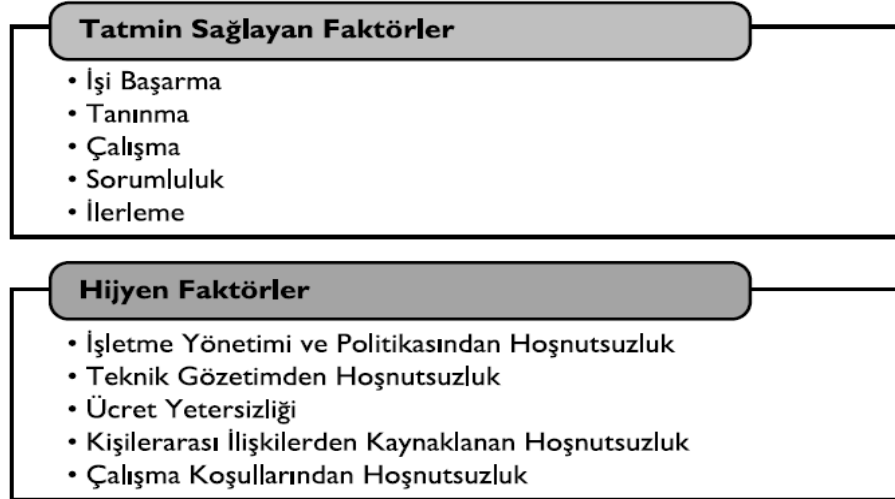 Tatmin Sağlayan Faktörler
• İşi Başarma
• Tanınma
• Çalışma
• Sorumluluk
• İlerleme
Hijyen Faktörler
• İşletme Yönetimi ve Politikasından Hoşnutsuzluk
• Teknik Gözetimden Hoşnutsuzluk
• Ücret Yetersizliği
• Kişilerarası İlişkilerden Kaynaklanan Hoşnutsuzluk
• Çalışma Koşullarından Hoşnutsuzluk